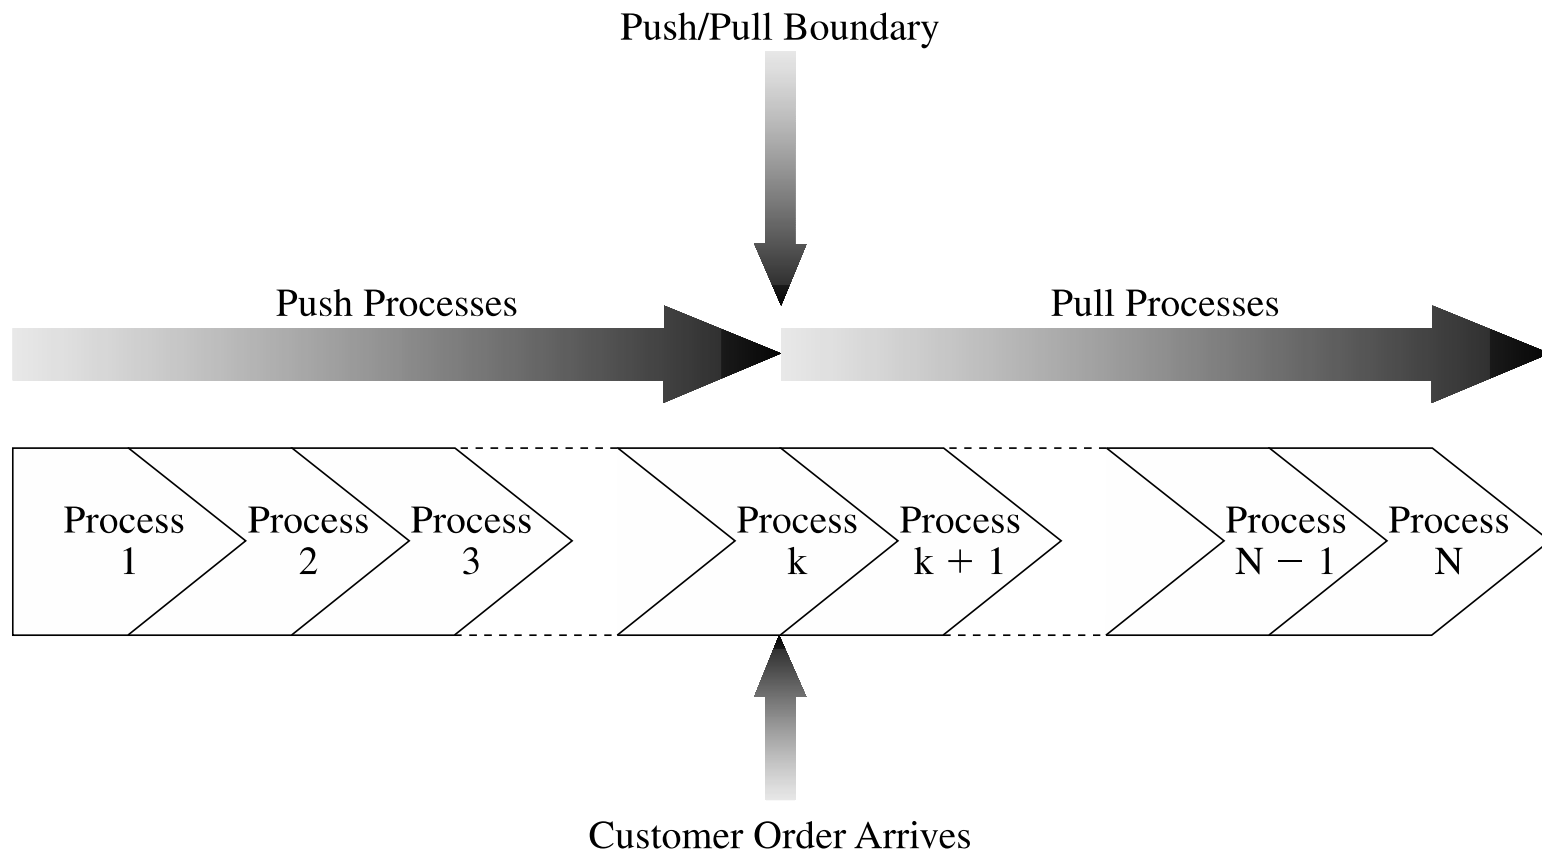 Push/Pull Boundary
Push Processes
Pull Processes
Process
1
Process
2
Process
3
Process
k
Process
k + 1
Process
N − 1
Process
N
Customer Order Arrives